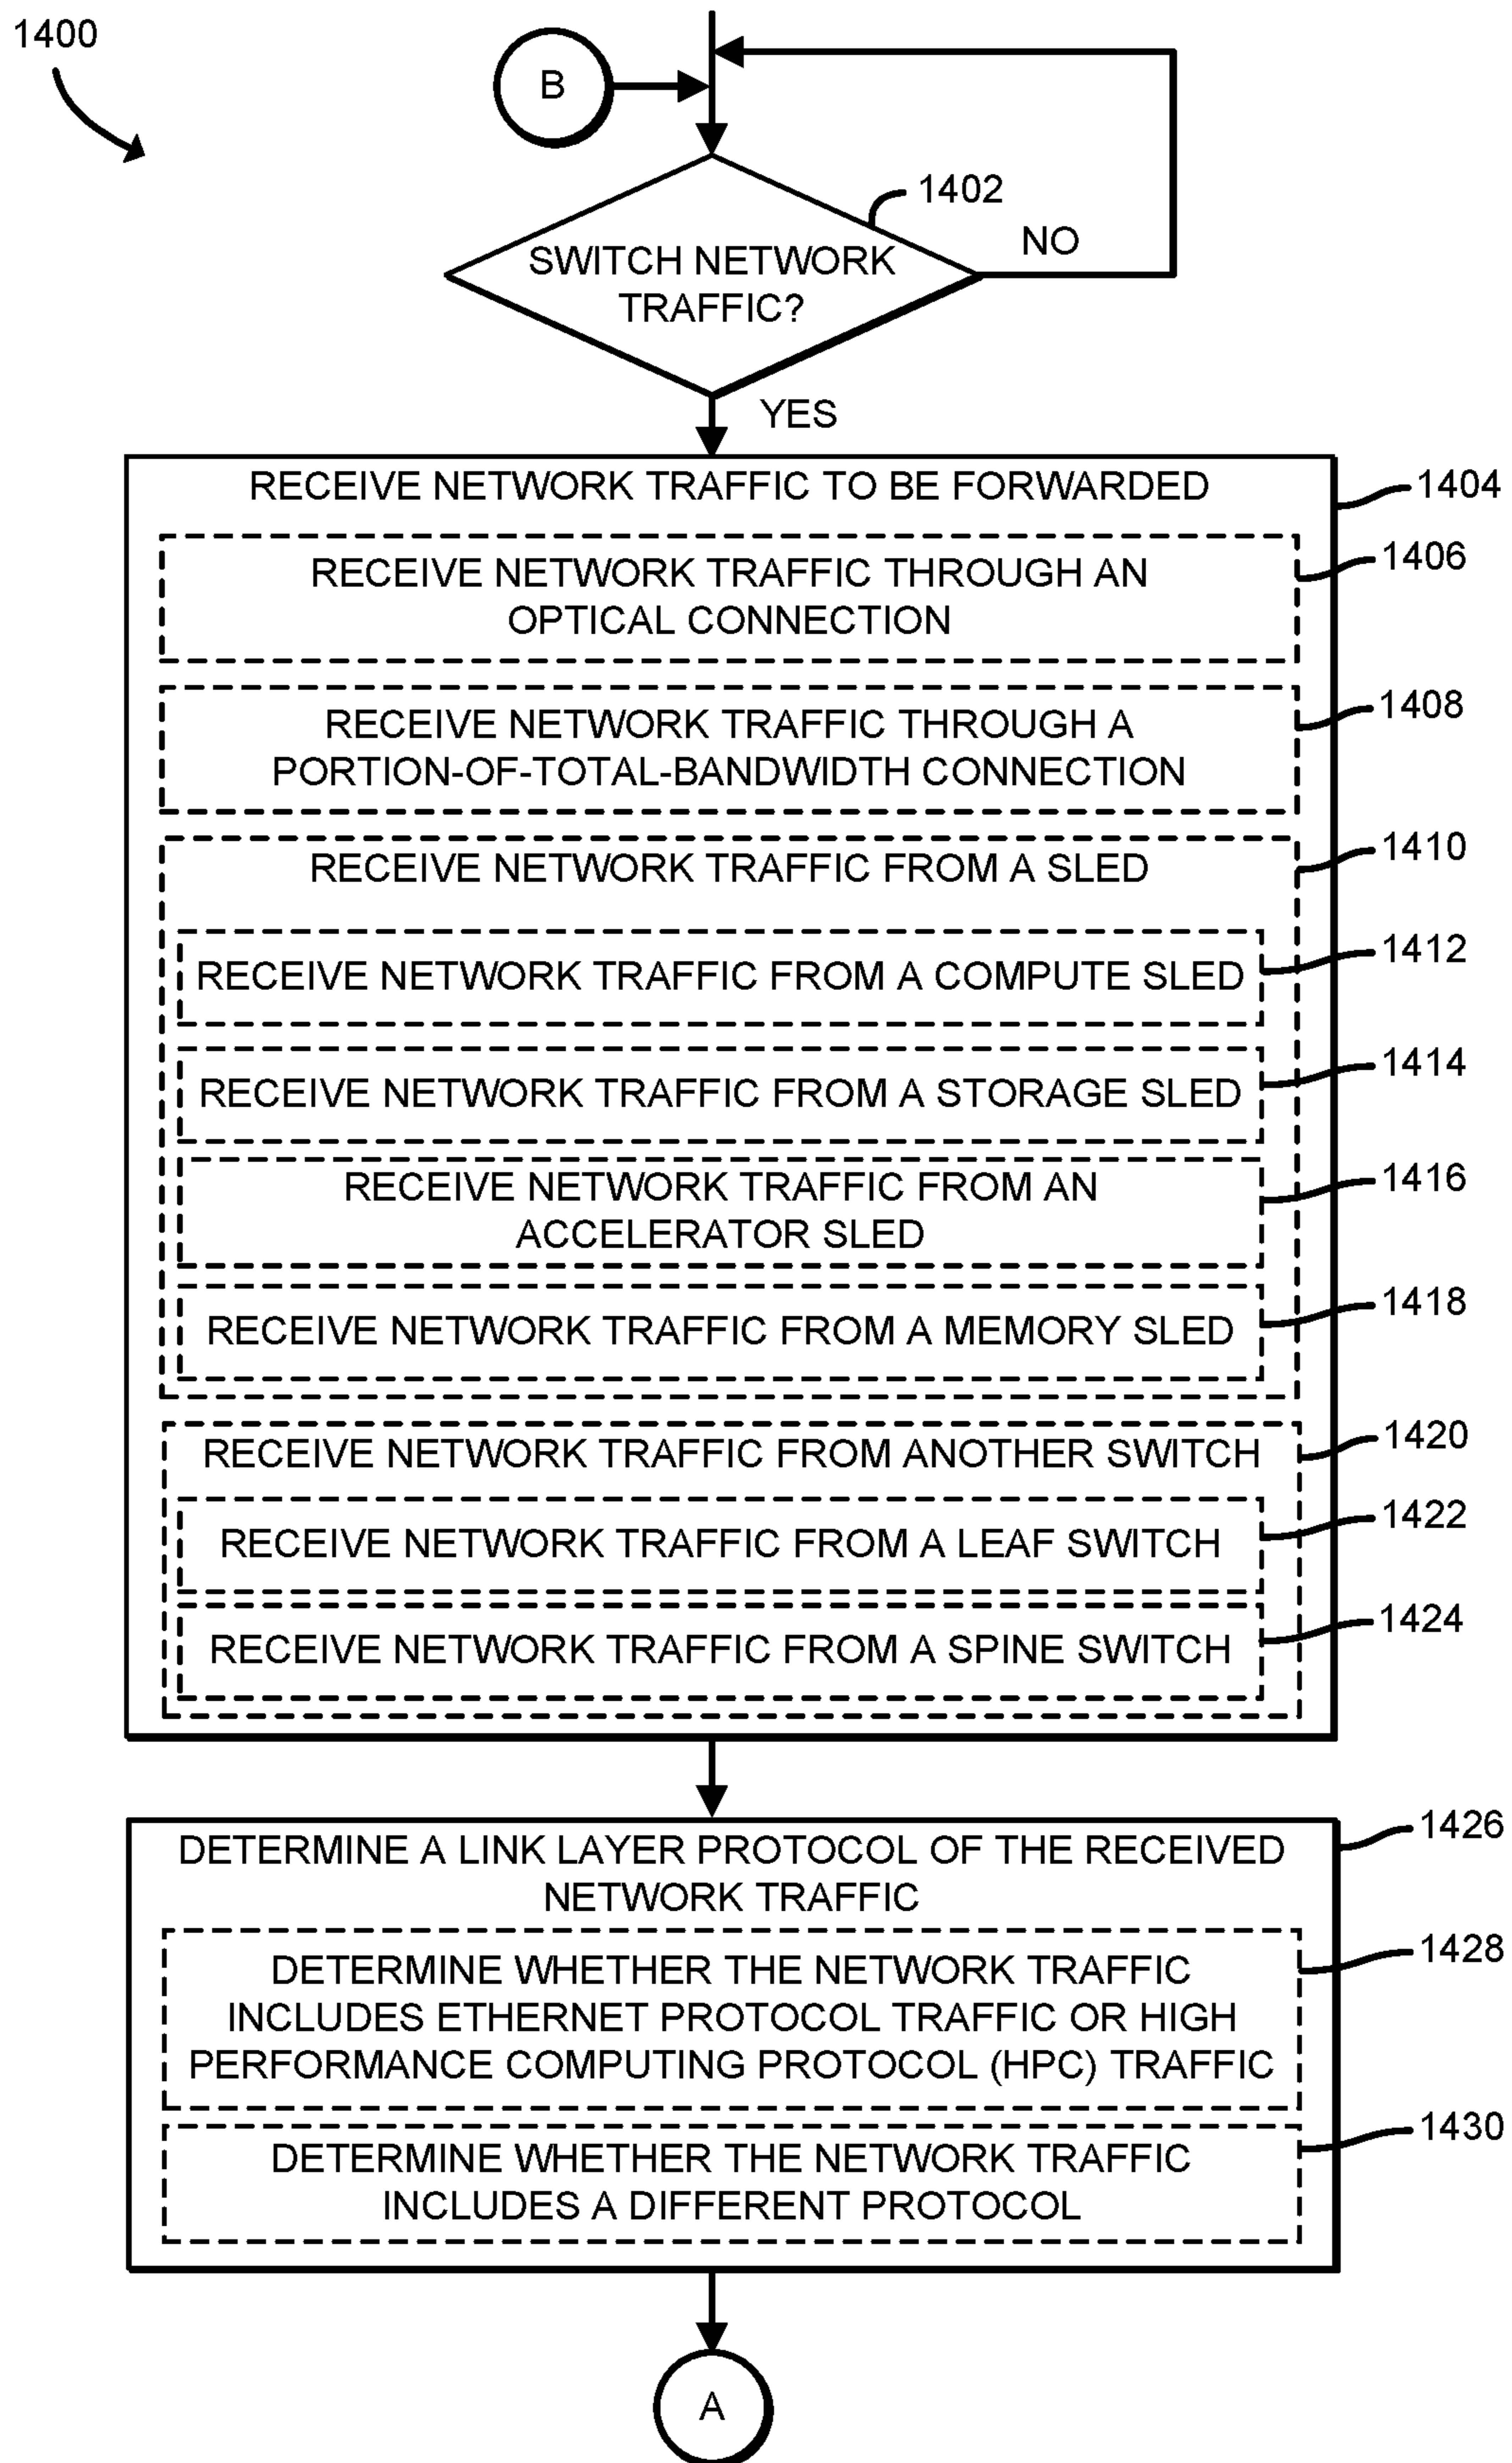 1400
B
1402
SWITCH NETWORK
TRAFFIC?
NO
YES
RECEIVE NETWORK TRAFFIC TO BE FORWARDED
1404
RECEIVE NETWORK TRAFFIC THROUGH AN
OPTICAL CONNECTION
1406
RECEIVE NETWORK TRAFFIC THROUGH A
PORTION-OF-TOTAL-BANDWIDTH CONNECTION
1408
RECEIVE NETWORK TRAFFIC FROM A SLED
1410
RECEIVE NETWORK TRAFFIC FROM A COMPUTE SLED
1412
RECEIVE NETWORK TRAFFIC FROM A STORAGE SLED
1414
RECEIVE NETWORK TRAFFIC FROM AN
ACCELERATOR SLED
1416
RECEIVE NETWORK TRAFFIC FROM A MEMORY SLED
1418
RECEIVE NETWORK TRAFFIC FROM ANOTHER SWITCH
1420
RECEIVE NETWORK TRAFFIC FROM A LEAF SWITCH
1422
RECEIVE NETWORK TRAFFIC FROM A SPINE SWITCH
1424
DETERMINE A LINK LAYER PROTOCOL OF THE RECEIVED
NETWORK TRAFFIC
1426
DETERMINE WHETHER THE NETWORK TRAFFIC
INCLUDES ETHERNET PROTOCOL TRAFFIC OR HIGH
PERFORMANCE COMPUTING PROTOCOL (HPC) TRAFFIC
1428
DETERMINE WHETHER THE NETWORK TRAFFIC
INCLUDES A DIFFERENT PROTOCOL
1430
A